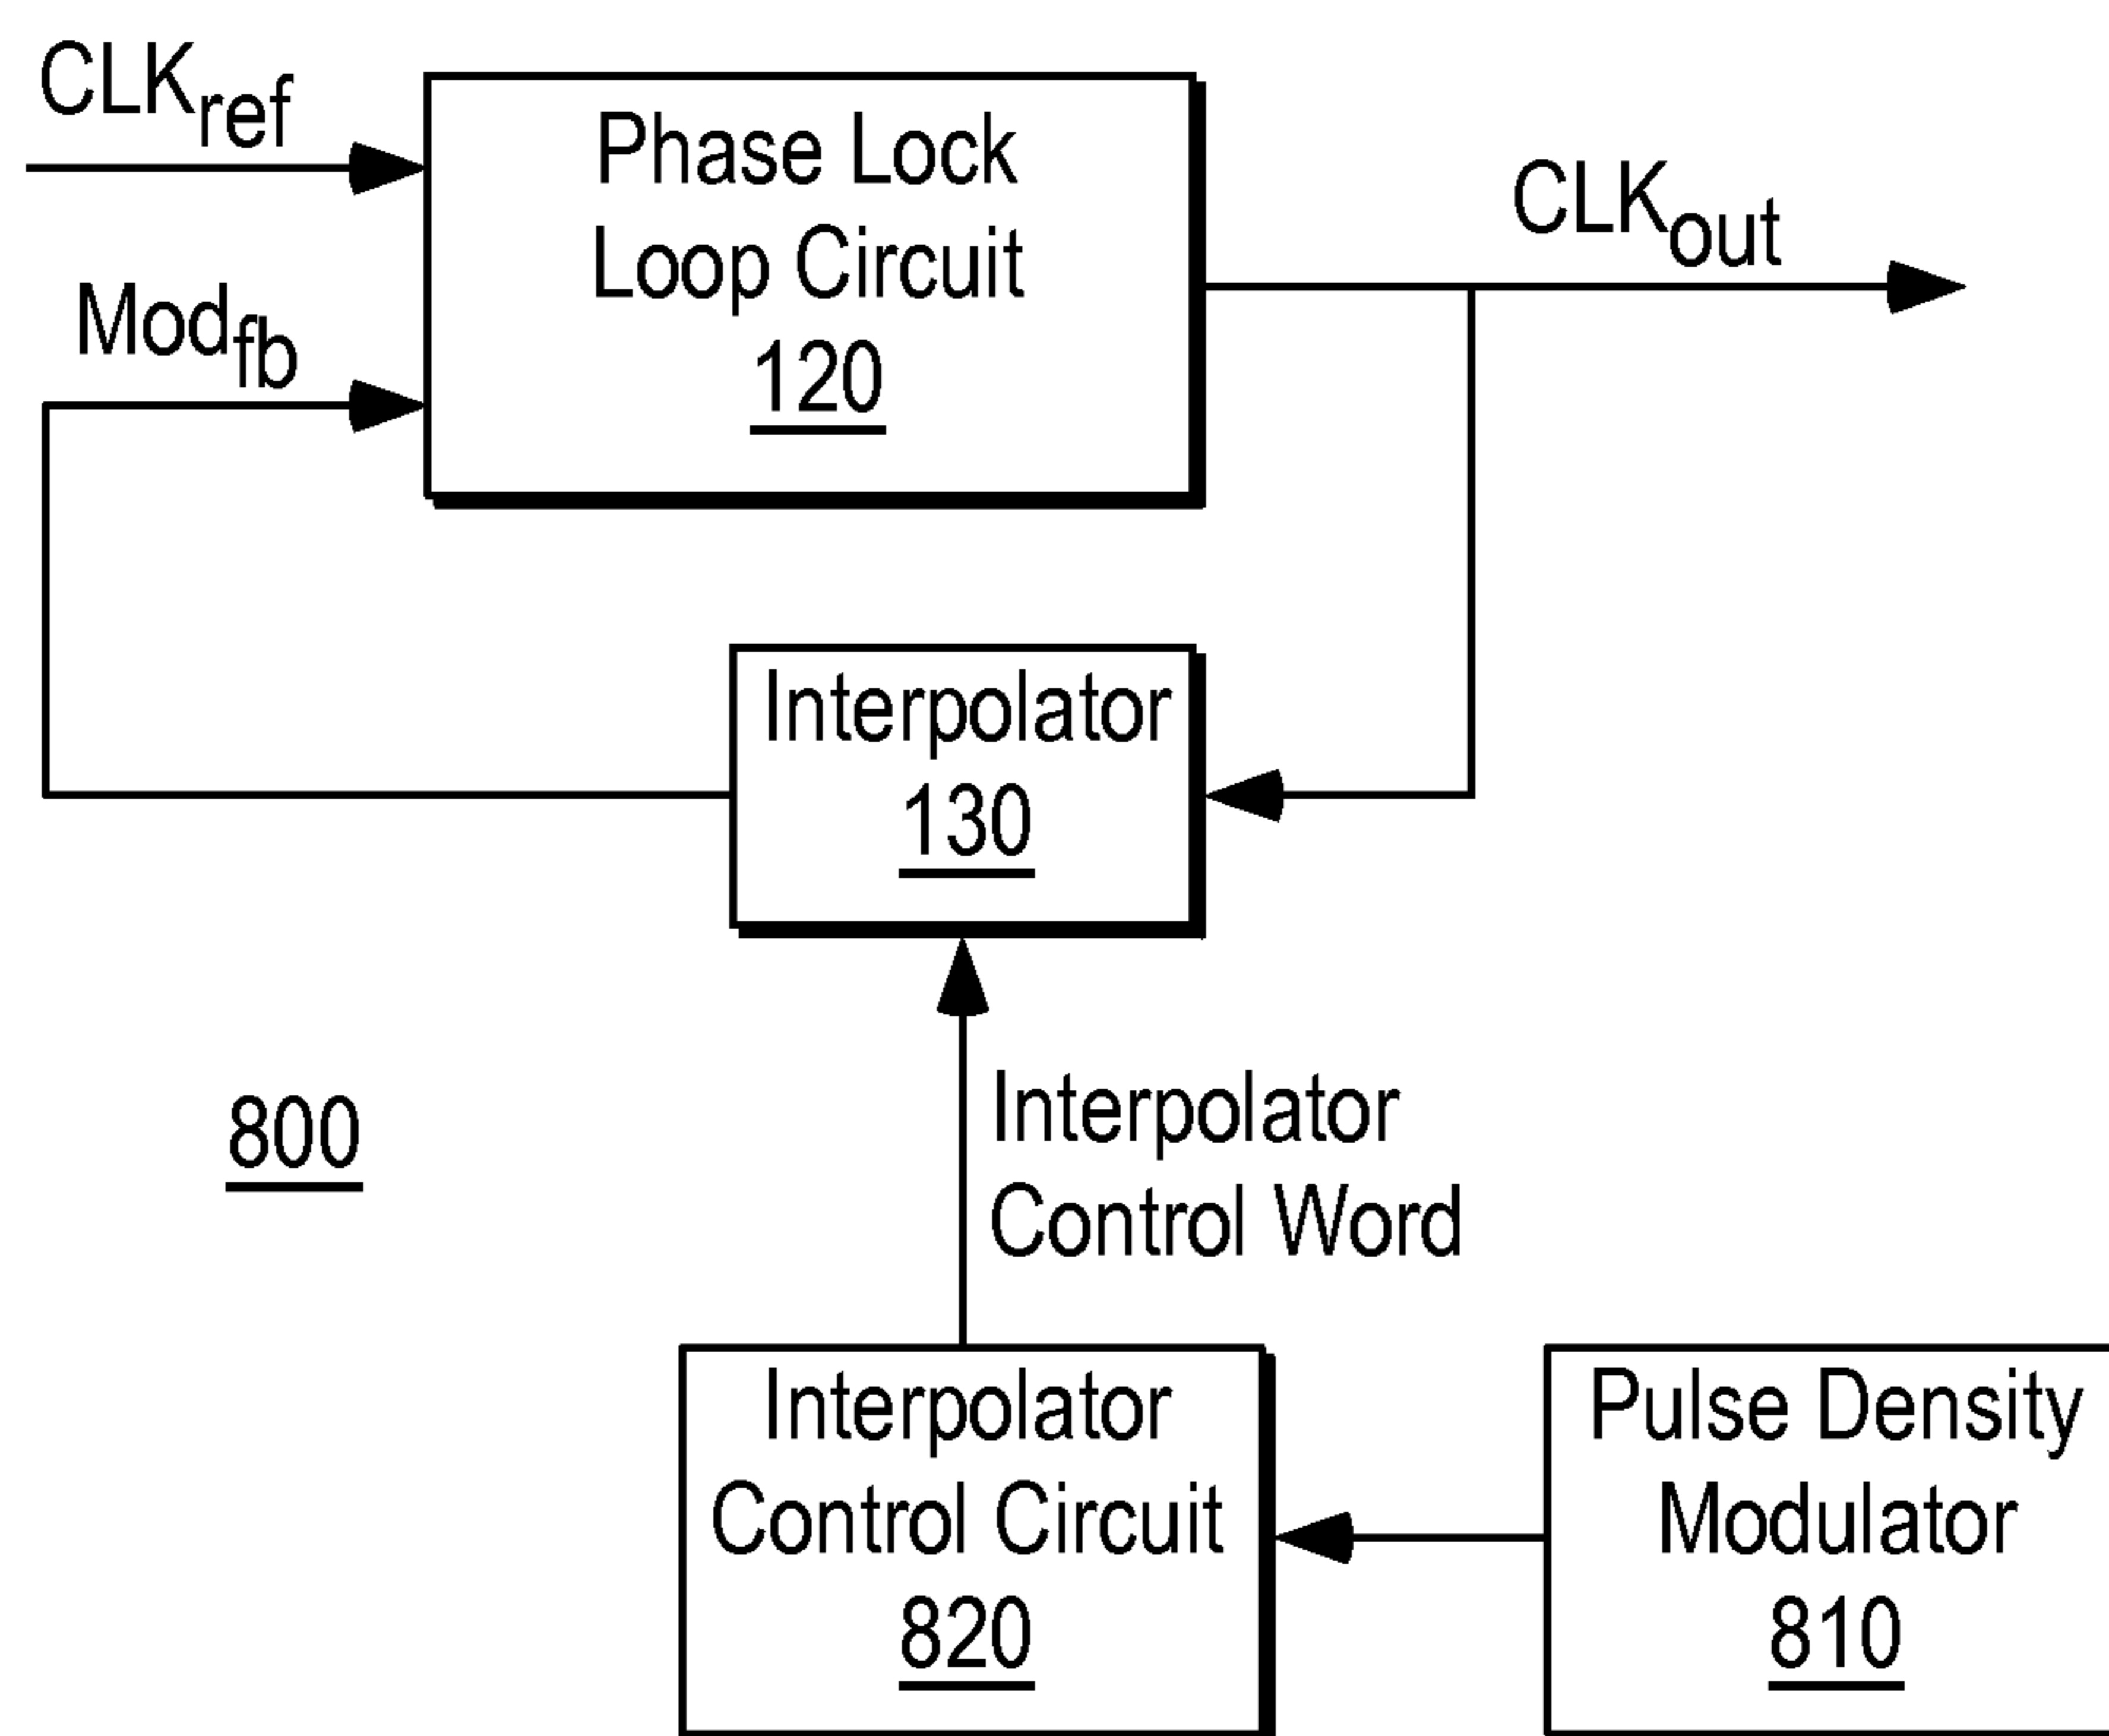 CLKref
Phase Lock
Loop Circuit
120
CLKout
Modfb
Interpolator
130
800
Interpolator
Control Word
Interpolator
Control Circuit
820
Pulse Density
Modulator
810